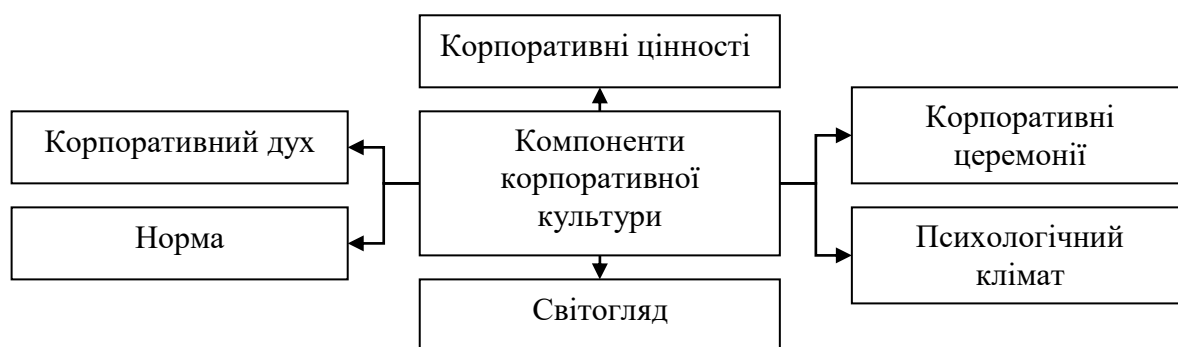 Корпоративні цінності
Корпоративний дух
Норма
Компоненти
корпоративної
культури
Корпоративні
церемонії
Психологічний
клімат
Світогляд